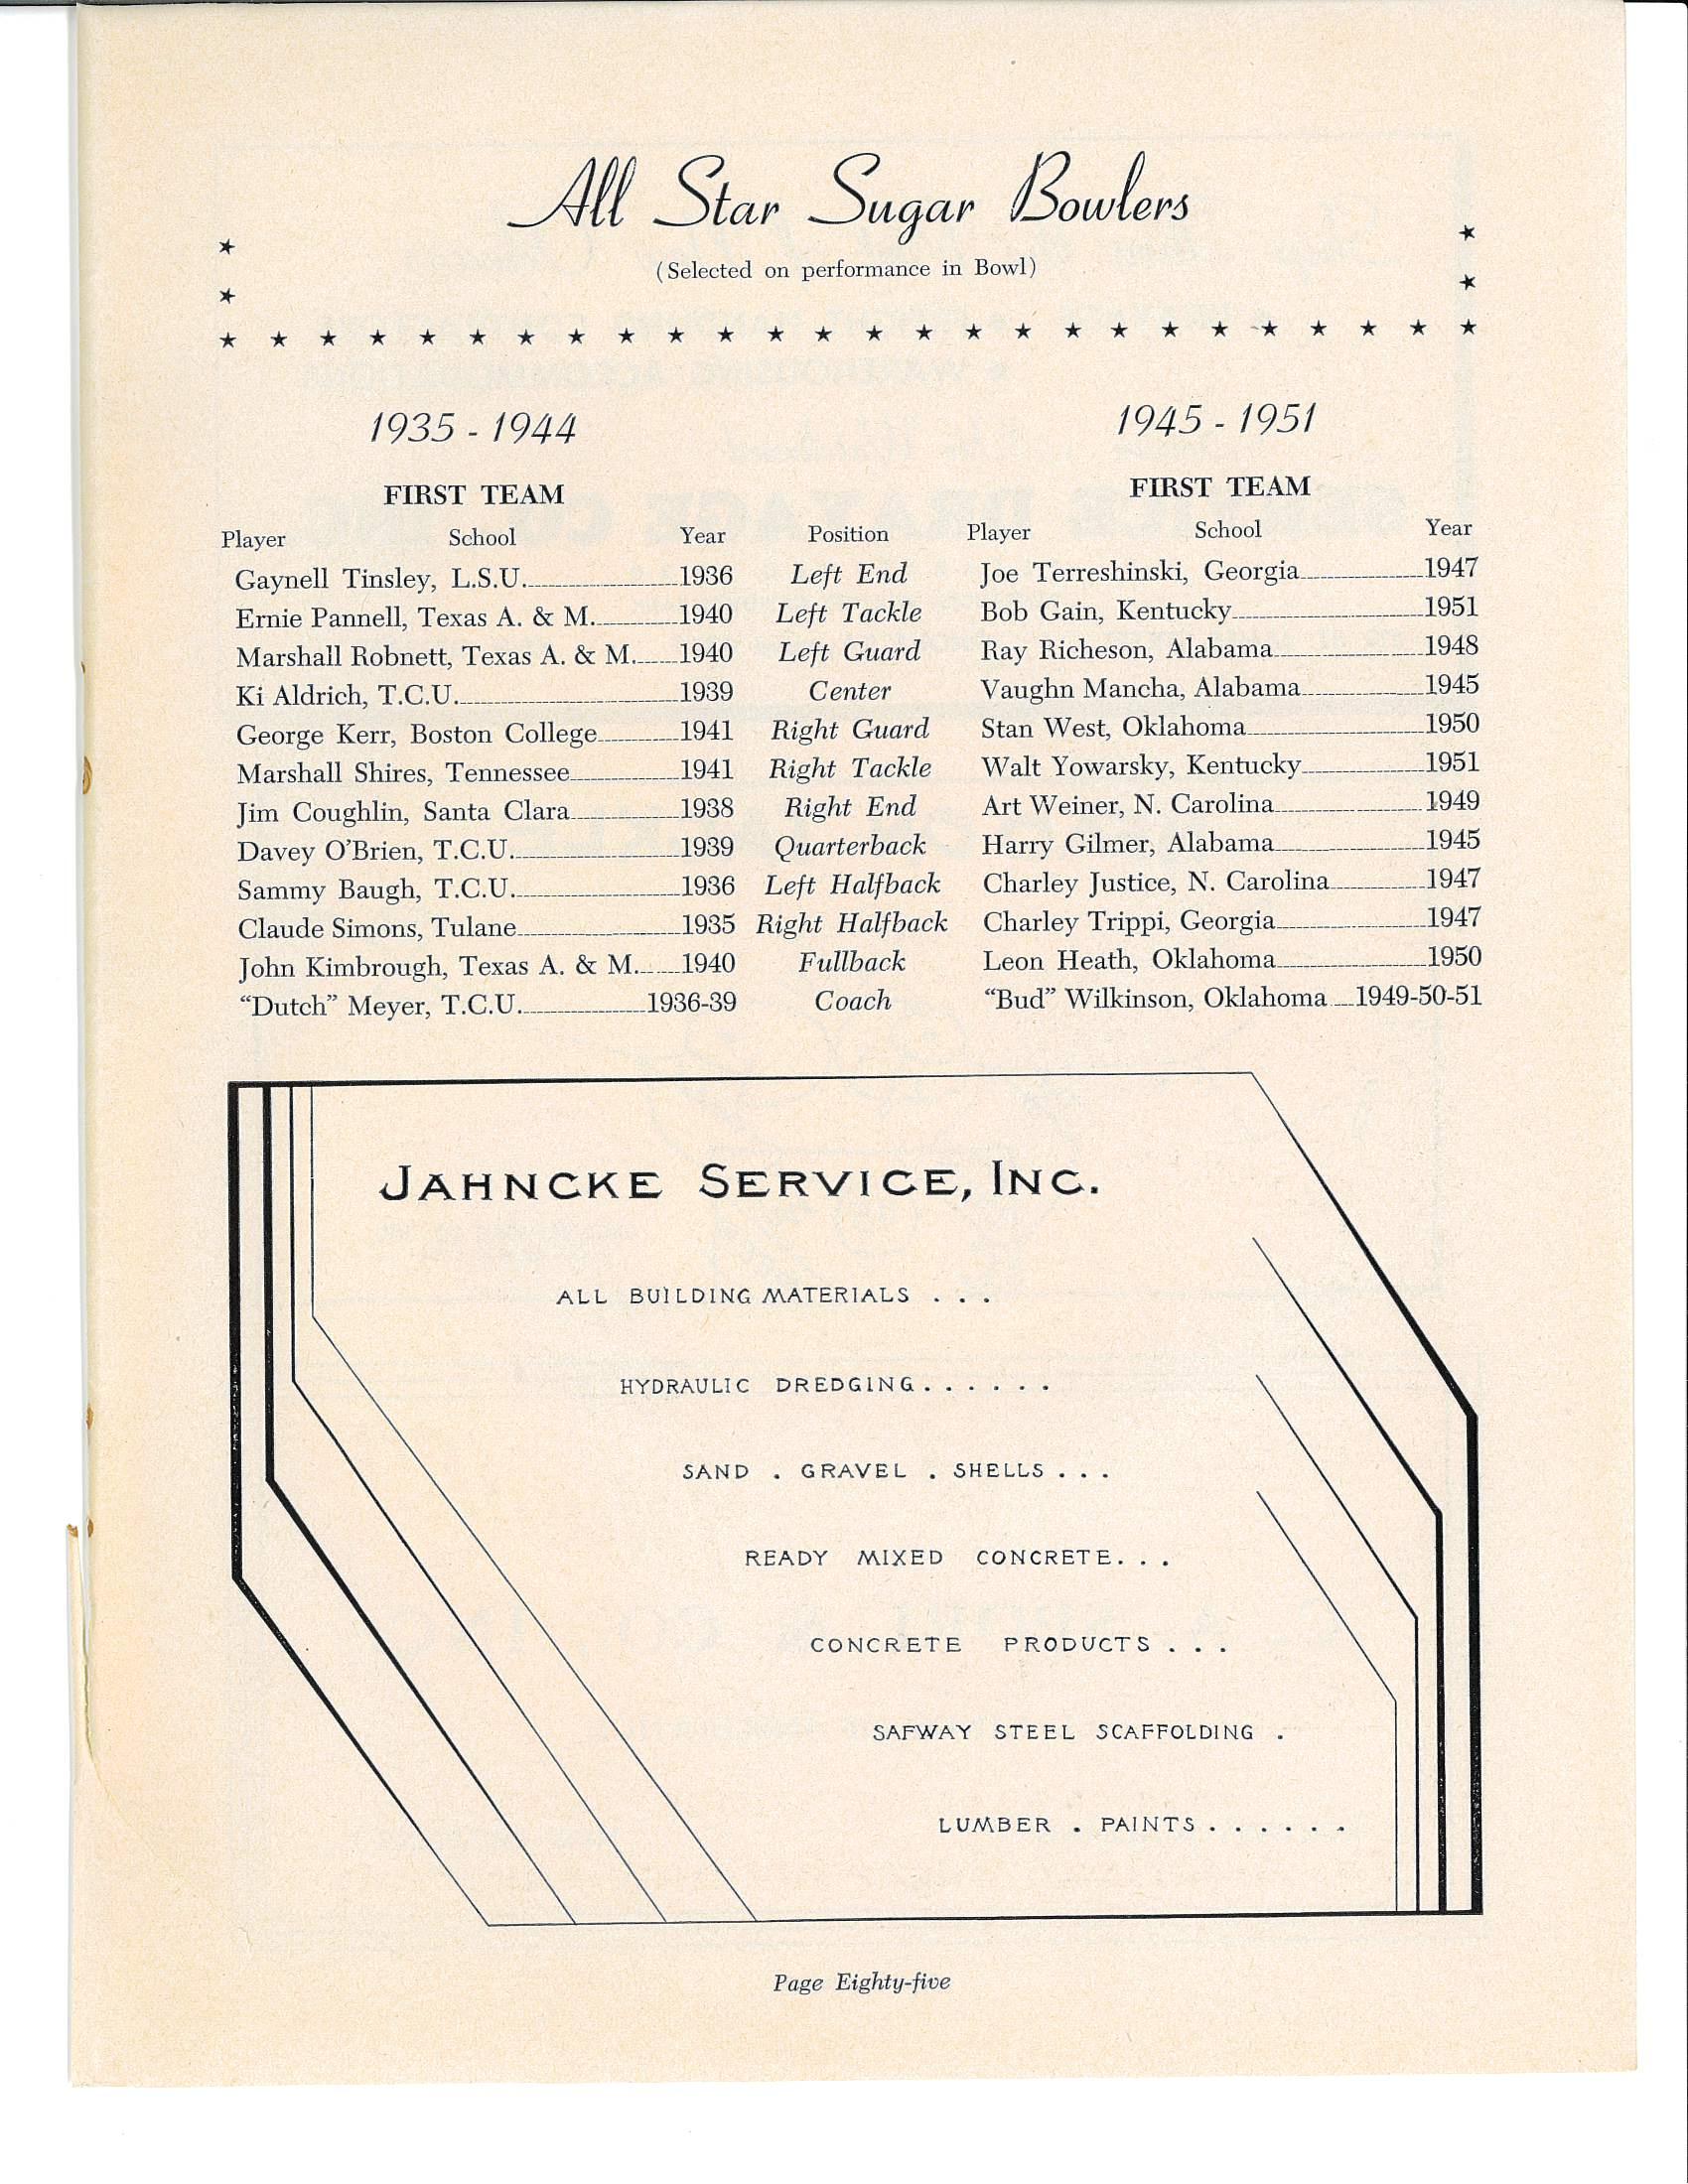 All Star Sugar Bowlers
(Selected on performance in Bowl)
1935 - 1944
1945 - 1951
FIRST TEAM
FIRST TEAM
Player School Year Position Player School Year
Gaynell Tinsley, L.S.U. 1936 Left End Joe Terreshinski, Georgia 1947
Ernie Pannell, Texas A. & M. 1940 Left Tackle Bob Gain, Kentucky 1951
Marshall Robnett, Texas A. & M. 1940 Left Guard Ray Richeson, Alabama 1948
Ki Aldrich, T.C.U. 1939 Center Vaughn Mancha, Alabama 1945
George Kerr, Boston College 1941 Right Guard Stan West, Oklahoma 1950
Marshall Shires, Tennessee 1941 Right Tackle Walt Yowarsky, Kentucky 1951
Jim Coughlin, Santa Clara 1938 Right End Art Weiner, N. Carolina 1949
Davey O'Brien, T.C.U. 1939 Quarterback Harry Gilmer, Alabama 1945
Sammy Baugh, T.C.U. 1936 Left Halfback Charley Justice, N. Carolina 1947
Claude Simons, Tulane 1935 Right Halfback Charley Trippi, Georgia 1947
John Kimbrough, Texas A. & M. 1940 Fullback Leon Heath, Oklahoma 1950
"Dutch" Meyer, T.C.U. 1936-39 Coach "Bud" Wilkinson, Oklahoma 1949-50-51
JAHNCKE SERVICE, INC.
ALL BUILDING MATERIALS . . .
HYDRAULIC DREDGING . . . . . .
SAND . GRAVEL . SHELLS . . .
READY MIXED CONCRETE . . .
CONCRETE PRODUCTS . . .
SAFWAY STEEL SCAFFOLDING .
LUMBER . PAINTS . . . . . .
Page Eighty-five